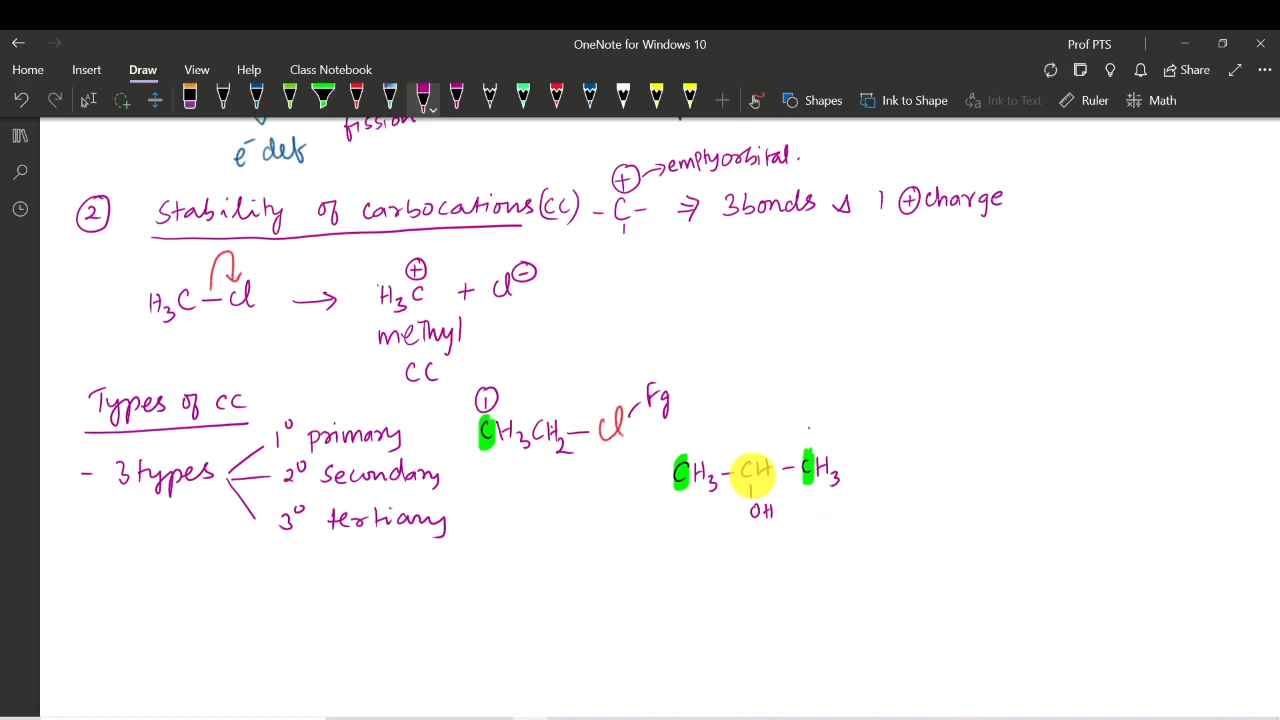 OneNote for Windows 10
Prof PTS
Home Insert Draw View Help Class Notebook
Share
Shapes Ink to Shape Ink to Text Ruler Math
fission
e⁻ def
② Stability of carbocations (CC) -C- ⇒ 3 bonds & 1 ⊕ charge
⊕ → empty orbital.
H₃C-Cl → H₃C⊕ + Cl⊖
methyl
CC
Types of CC
- 3 types
1° primary
2° secondary
3° tertiary
①
CH₃CH₂-Cl
Fg
CH₃-CH-CH₃
OH